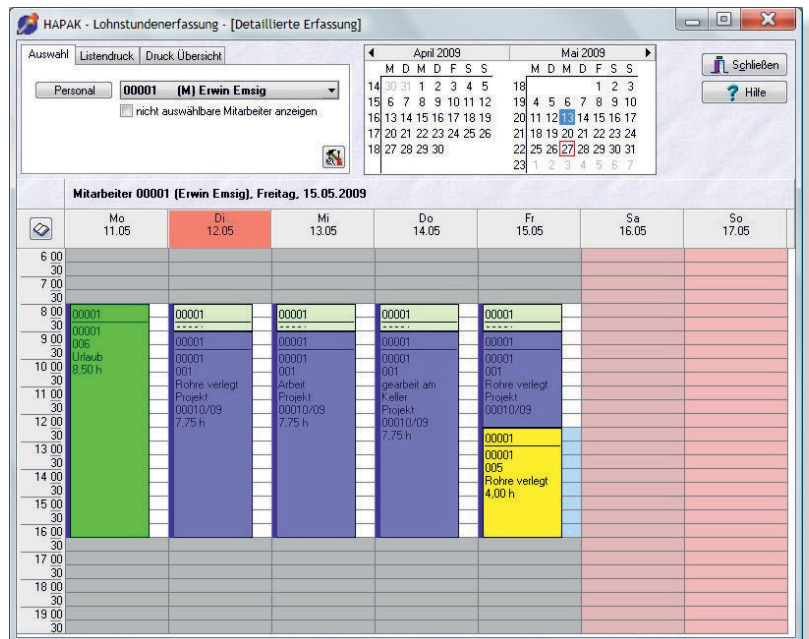 HAPAK - Lohnstundenerfassung - [Detaillierte Erfassung]
Auswahl Listendruck Druck Übersicht
Personal 00001 (M) Erwin Emsig
nicht auswählbare Mitarbeiter anzeigen
April 2009 Mai 2009
M D M D F S S M D M D F S S
14 30 31 1 2 3 4 5 18 1 2 3
15 6 7 8 9 10 11 12 19 4 5 6 7 8 9 10
16 13 14 15 16 17 18 19 20 11 12 13 14 15 16 17
17 20 21 22 23 24 25 26 21 18 19 20 21 22 23 24
18 27 28 29 30 22 25 26 27 28 29 30 31
23 1 2 3 4 5 6 7
Schließen
Hilfe
Mitarbeiter 00001 (Erwin Emsig), Freitag, 15.05.2009
Mo Di Mi Do Fr Sa So
11.05 12.05 13.05 14.05 15.05 16.05 17.05
6 00
30
7 00
30
8 00
30
9 00
30
10 00
30
11 00
30
12 00
30
13 00
30
14 00
30
15 00
30
16 00
30
17 00
30
18 00
30
19 00
30
00001
00001
006
Urlaub
8,50 h
00001
-----
00001
00001
001
Rohre verlegt
Projekt
00010/09
7,75 h
00001
-----
00001
00001
001
Arbeit
Projekt
00010/09
7,75 h
00001
-----
00001
00001
001
gearbeit am
Keller
Projekt
00010/09
7,75 h
00001
-----
00001
00001
001
Rohre verlegt
Projekt
00010/09
00001
00001
005
Rohre verlegt
4,00 h